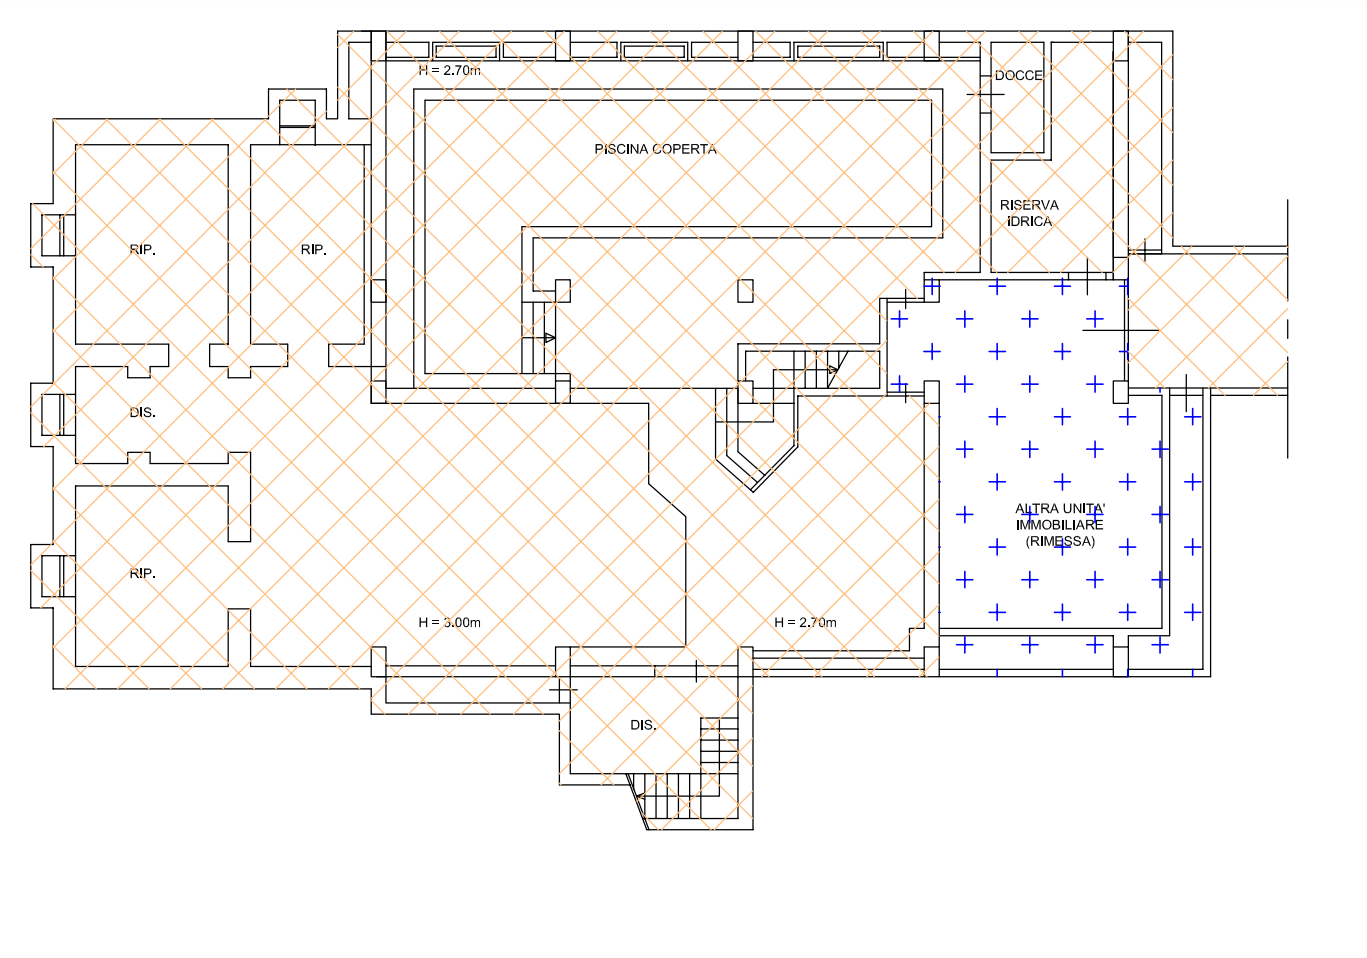 H = 2.70m
DOCCE
PISCINA COPERTA
RISERVA
IDRICA
RIP.
RIP.
DIS.
ALTRA UNITA'
IMMOBILIARE
(RIMESSA)
RIP.
H = 3.00m
H = 2.70m
DIS.